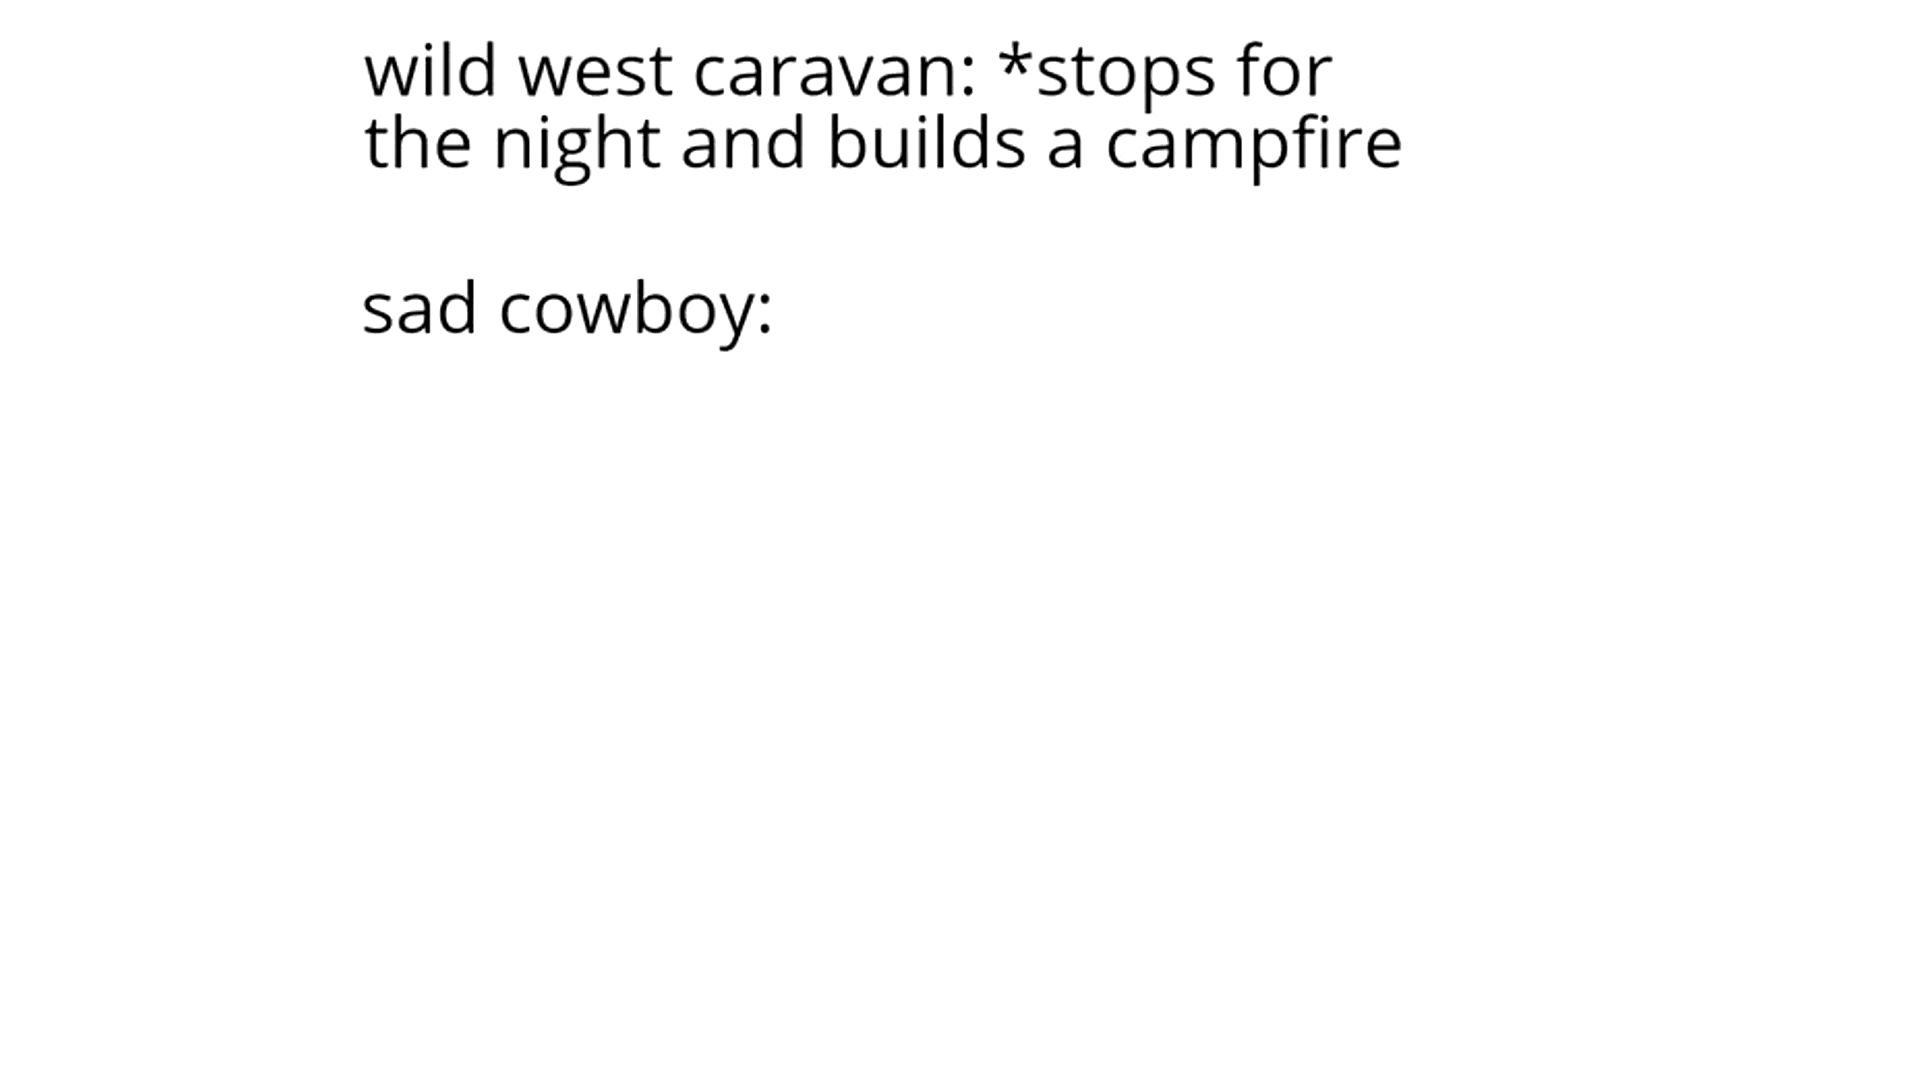 wild west caravan: *stops for
the night and builds a campfire
sad cowboy: